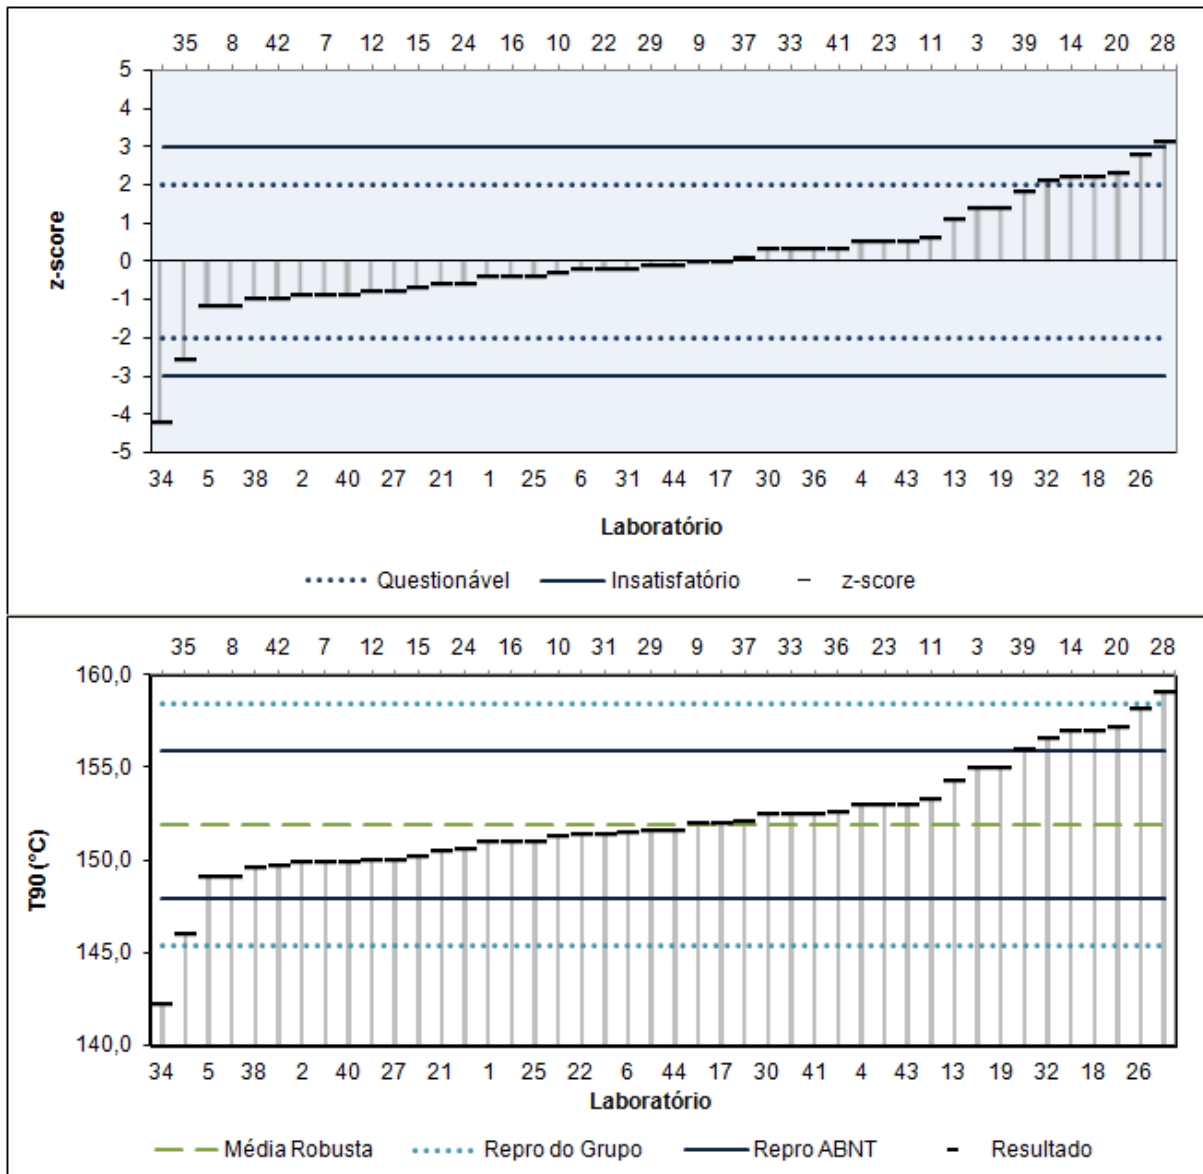 35 8 42 7 12 15 24 16 10 22 29 9 37 33 41 23 11 3 39 14 20 28
5
4
3
2
1
0
-1
-2
-3
-4
-5
z-score
34 5 38 2 40 27 21 1 25 6 31 44 17 30 36 4 43 13 19 32 18 26
Laboratório
Questionável Insatisfatório z-score
35 8 42 7 12 15 24 16 10 31 29 9 37 33 36 23 11 3 39 14 20 28
160,0
155,0
150,0
145,0
140,0
T90 (°C)
34 5 38 2 40 27 21 1 25 22 6 44 17 30 41 4 43 13 19 32 18 26
Laboratório
Média Robusta Repro do Grupo Repro ABNT Resultado